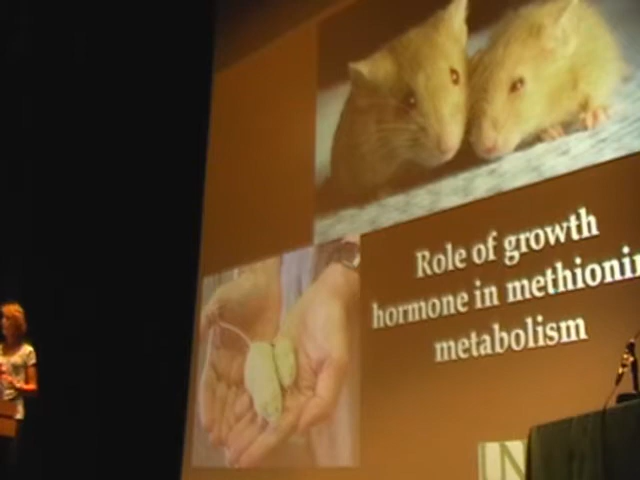 Role of growth
hormone in methionin
metabolism